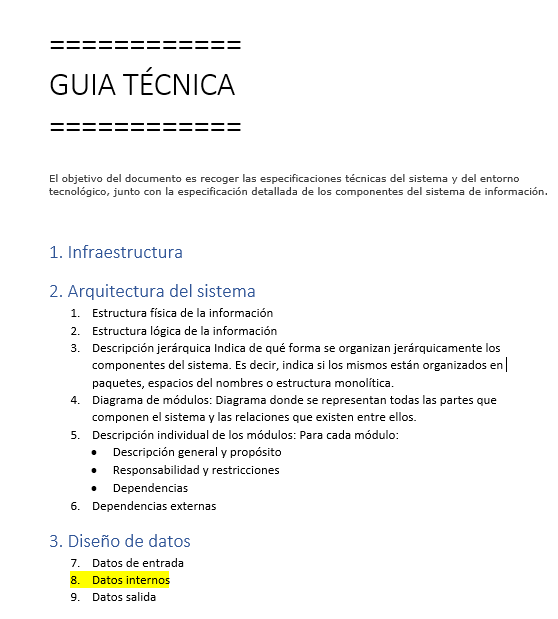 ============
GUIA TÉCNICA
============
El objetivo del documento es recoger las especificaciones técnicas del sistema y del entorno
tecnológico, junto con la especificación detallada de los componentes del sistema de información.
1. Infraestructura
2. Arquitectura del sistema
1. Estructura física de la información
2. Estructura lógica de la información
3. Descripción jerárquica Indica de qué forma se organizan jerárquicamente los
componentes del sistema. Es decir, indica si los mismos están organizados en
paquetes, espacios del nombres o estructura monolítica.
4. Diagrama de módulos: Diagrama donde se representan todas las partes que
componen el sistema y las relaciones que existen entre ellos.
5. Descripción individual de los módulos: Para cada módulo:
• Descripción general y propósito
• Responsabilidad y restricciones
• Dependencias
6. Dependencias externas
3. Diseño de datos
7. Datos de entrada
8. Datos internos
9. Datos salida